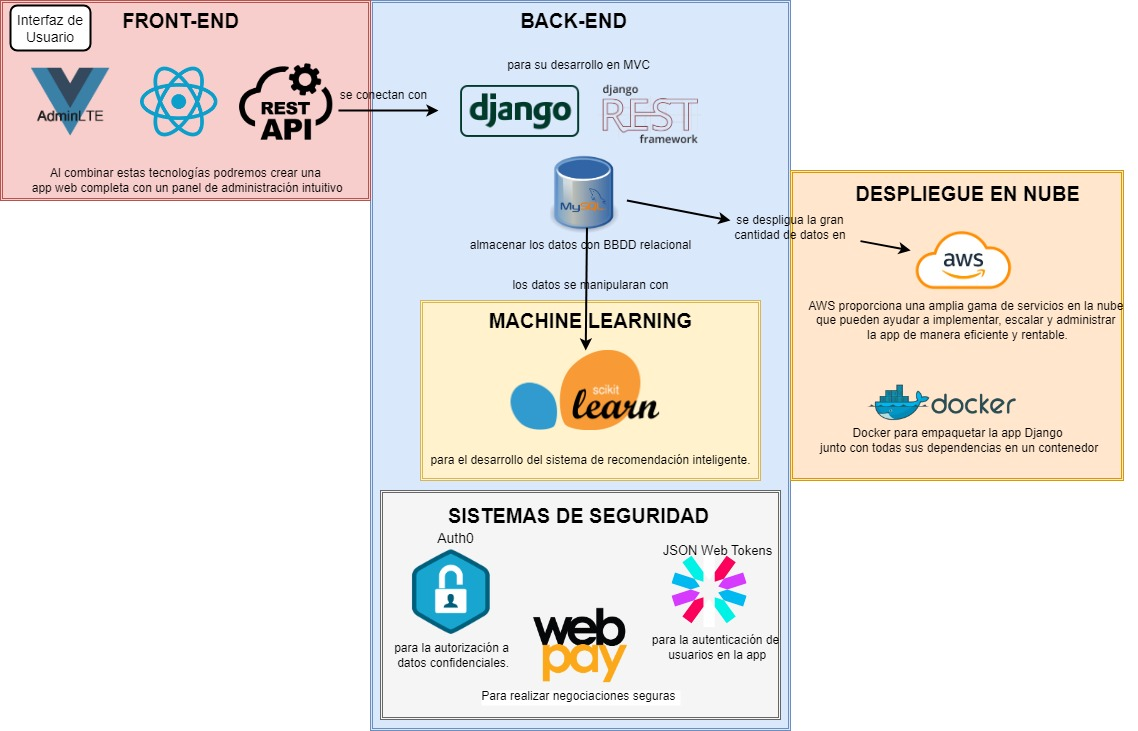 Interfaz de
Usuario
FRONT-END
AdminLTE
REST
API
Al combinar estas tecnologías podremos crear una
app web completa con un panel de administración intuitivo
se conectan con
BACK-END
para su desarrollo en MVC
django
django
REST
framework
MySQL
almacenar los datos con BBDD relacional
los datos se manipularan con
MACHINE LEARNING
scikit
learn
para el desarrollo del sistema de recomendación inteligente.
SISTEMAS DE SEGURIDAD
Auth0
para la autorización a
datos confidenciales.
web
pay
Para realizar negociaciones seguras
JSON Web Tokens
para la autenticación de
usuarios en la app
se despligua la gran
cantidad de datos en
DESPLIEGUE EN NUBE
aws
AWS proporciona una amplia gama de servicios en la nube
que pueden ayudar a implementar, escalar y administrar
la app de manera eficiente y rentable.
docker
Docker para empaquetar la app Django
junto con todas sus dependencias en un contenedor